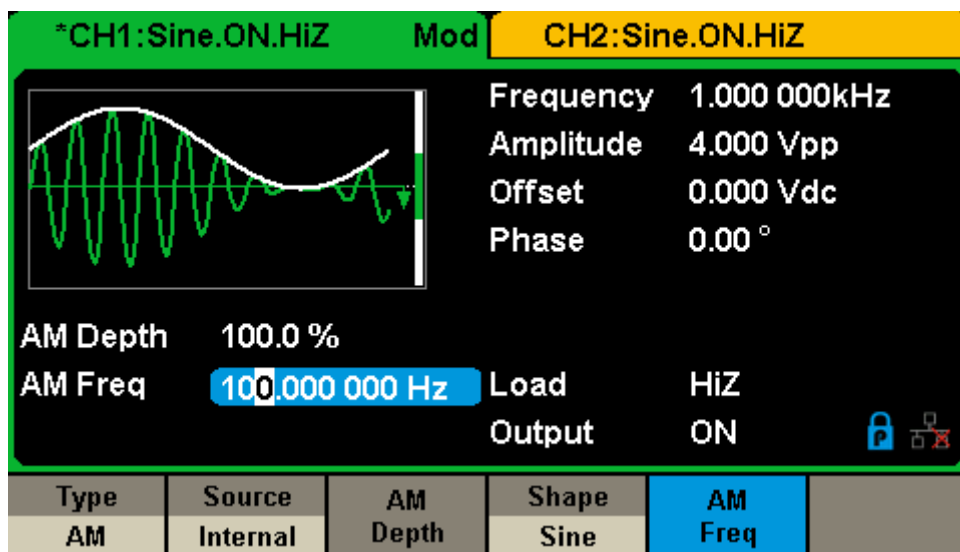 *CH1:Sine.ON.HiZ Mod CH2:Sine.ON.HiZ
Frequency 1.000 000kHz
Amplitude 4.000 Vpp
Offset 0.000 Vdc
Phase 0.00 °
AM Depth 100.0 %
AM Freq 100.000 000 Hz Load HiZ
Output ON P
Type Source AM Shape AM
AM Internal Depth Sine Freq